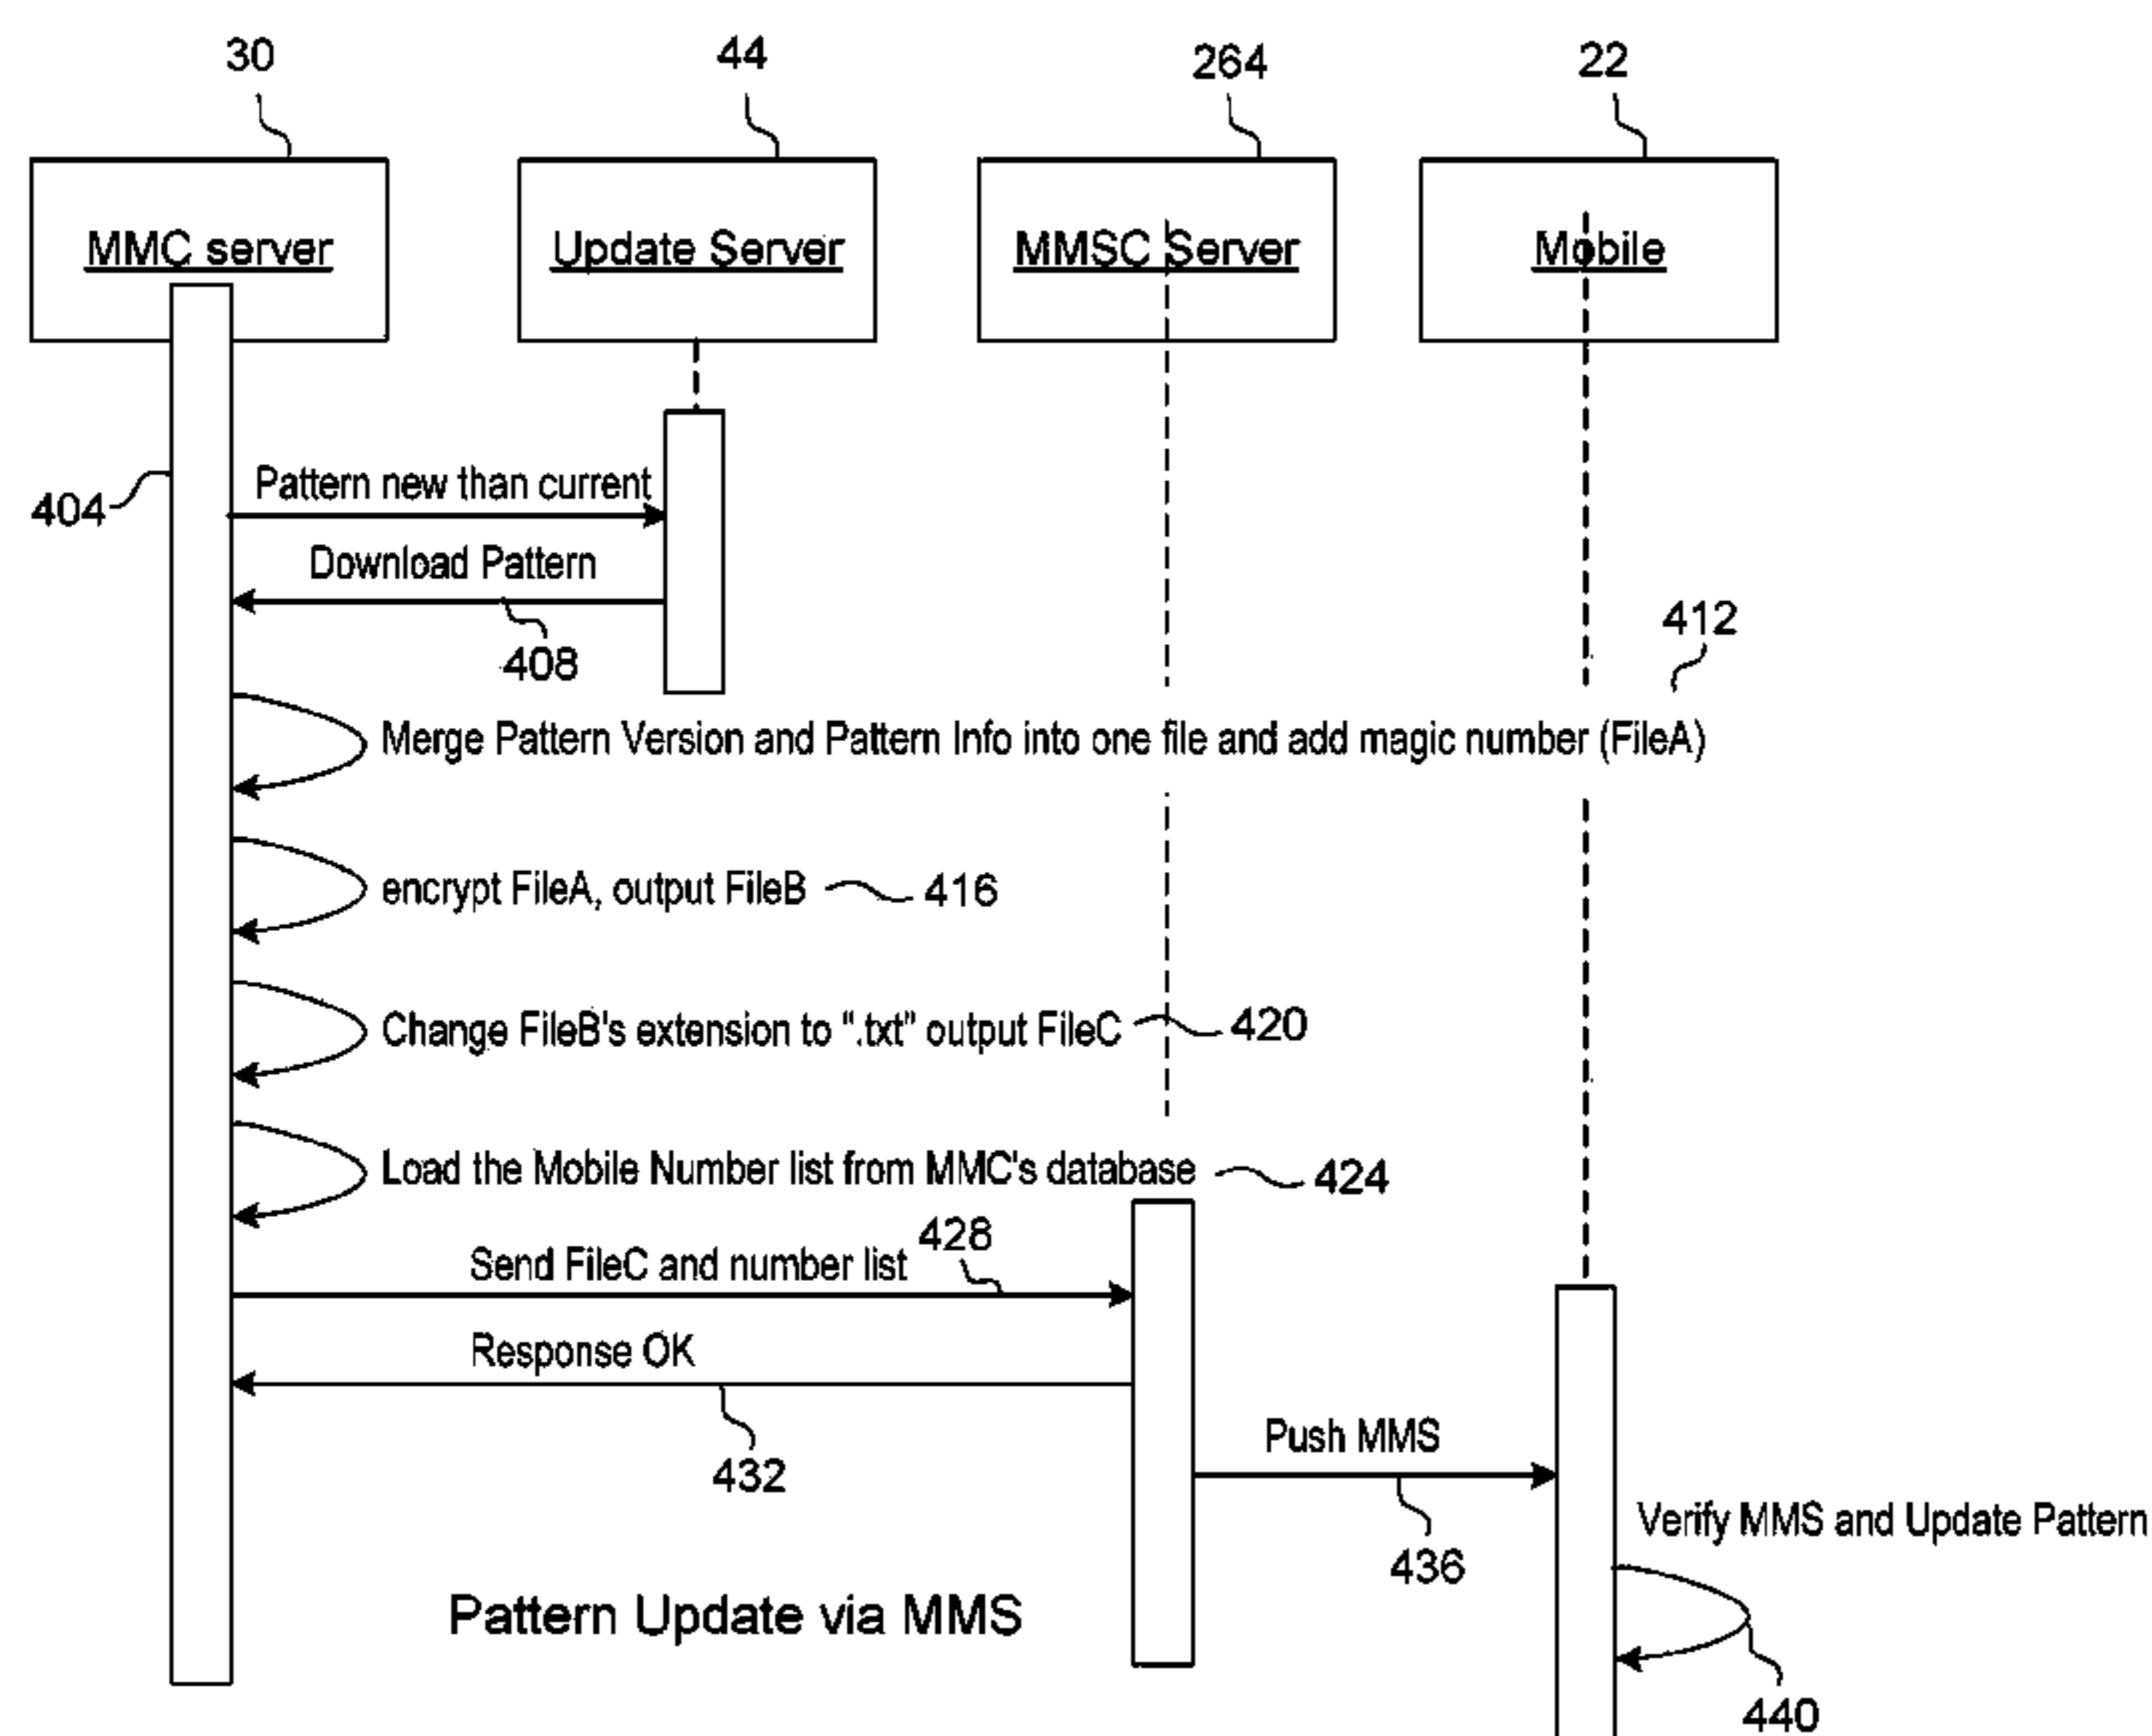 30
44
264
22
MMC server
Update Server
MMSC Server
Mobile
404
Pattern new than current
Download Pattern
408
412
Merge Pattern Version and Pattern Info into one file and add magic number (FileA)
encrypt FileA, output FileB
416
Change FileB's extension to “.txt” output FileC
420
Load the Mobile Number list from MMC's database
424
428
Send FileC and number list
Response OK
432
Push MMS
436
Verify MMS and Update Pattern
Pattern Update via MMS
440